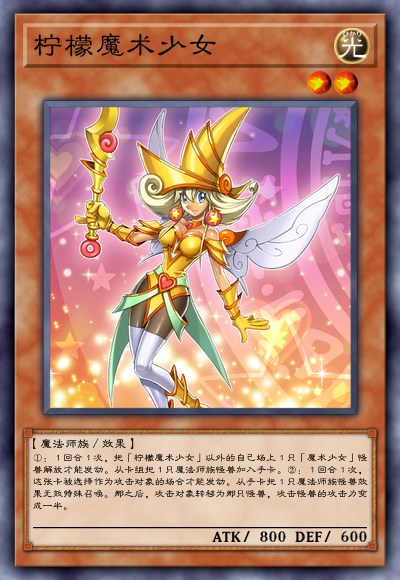 柠檬魔术少女
光
【魔法师族／效果】
①：1回合1次，把「柠檬魔术少女」以外的自己场上1只「魔术少女」怪
兽解放才能发动。从卡组把1只魔法师族怪兽加入手卡。②：1回合1次，
这张卡被选择作为攻击对象的场合才能发动。从手卡把1只魔法师族怪兽效
果无效特殊召唤。那之后，攻击对象转移为那只怪兽，攻击怪兽的攻击力变
成一半。
ATK/ 800 DEF/ 600